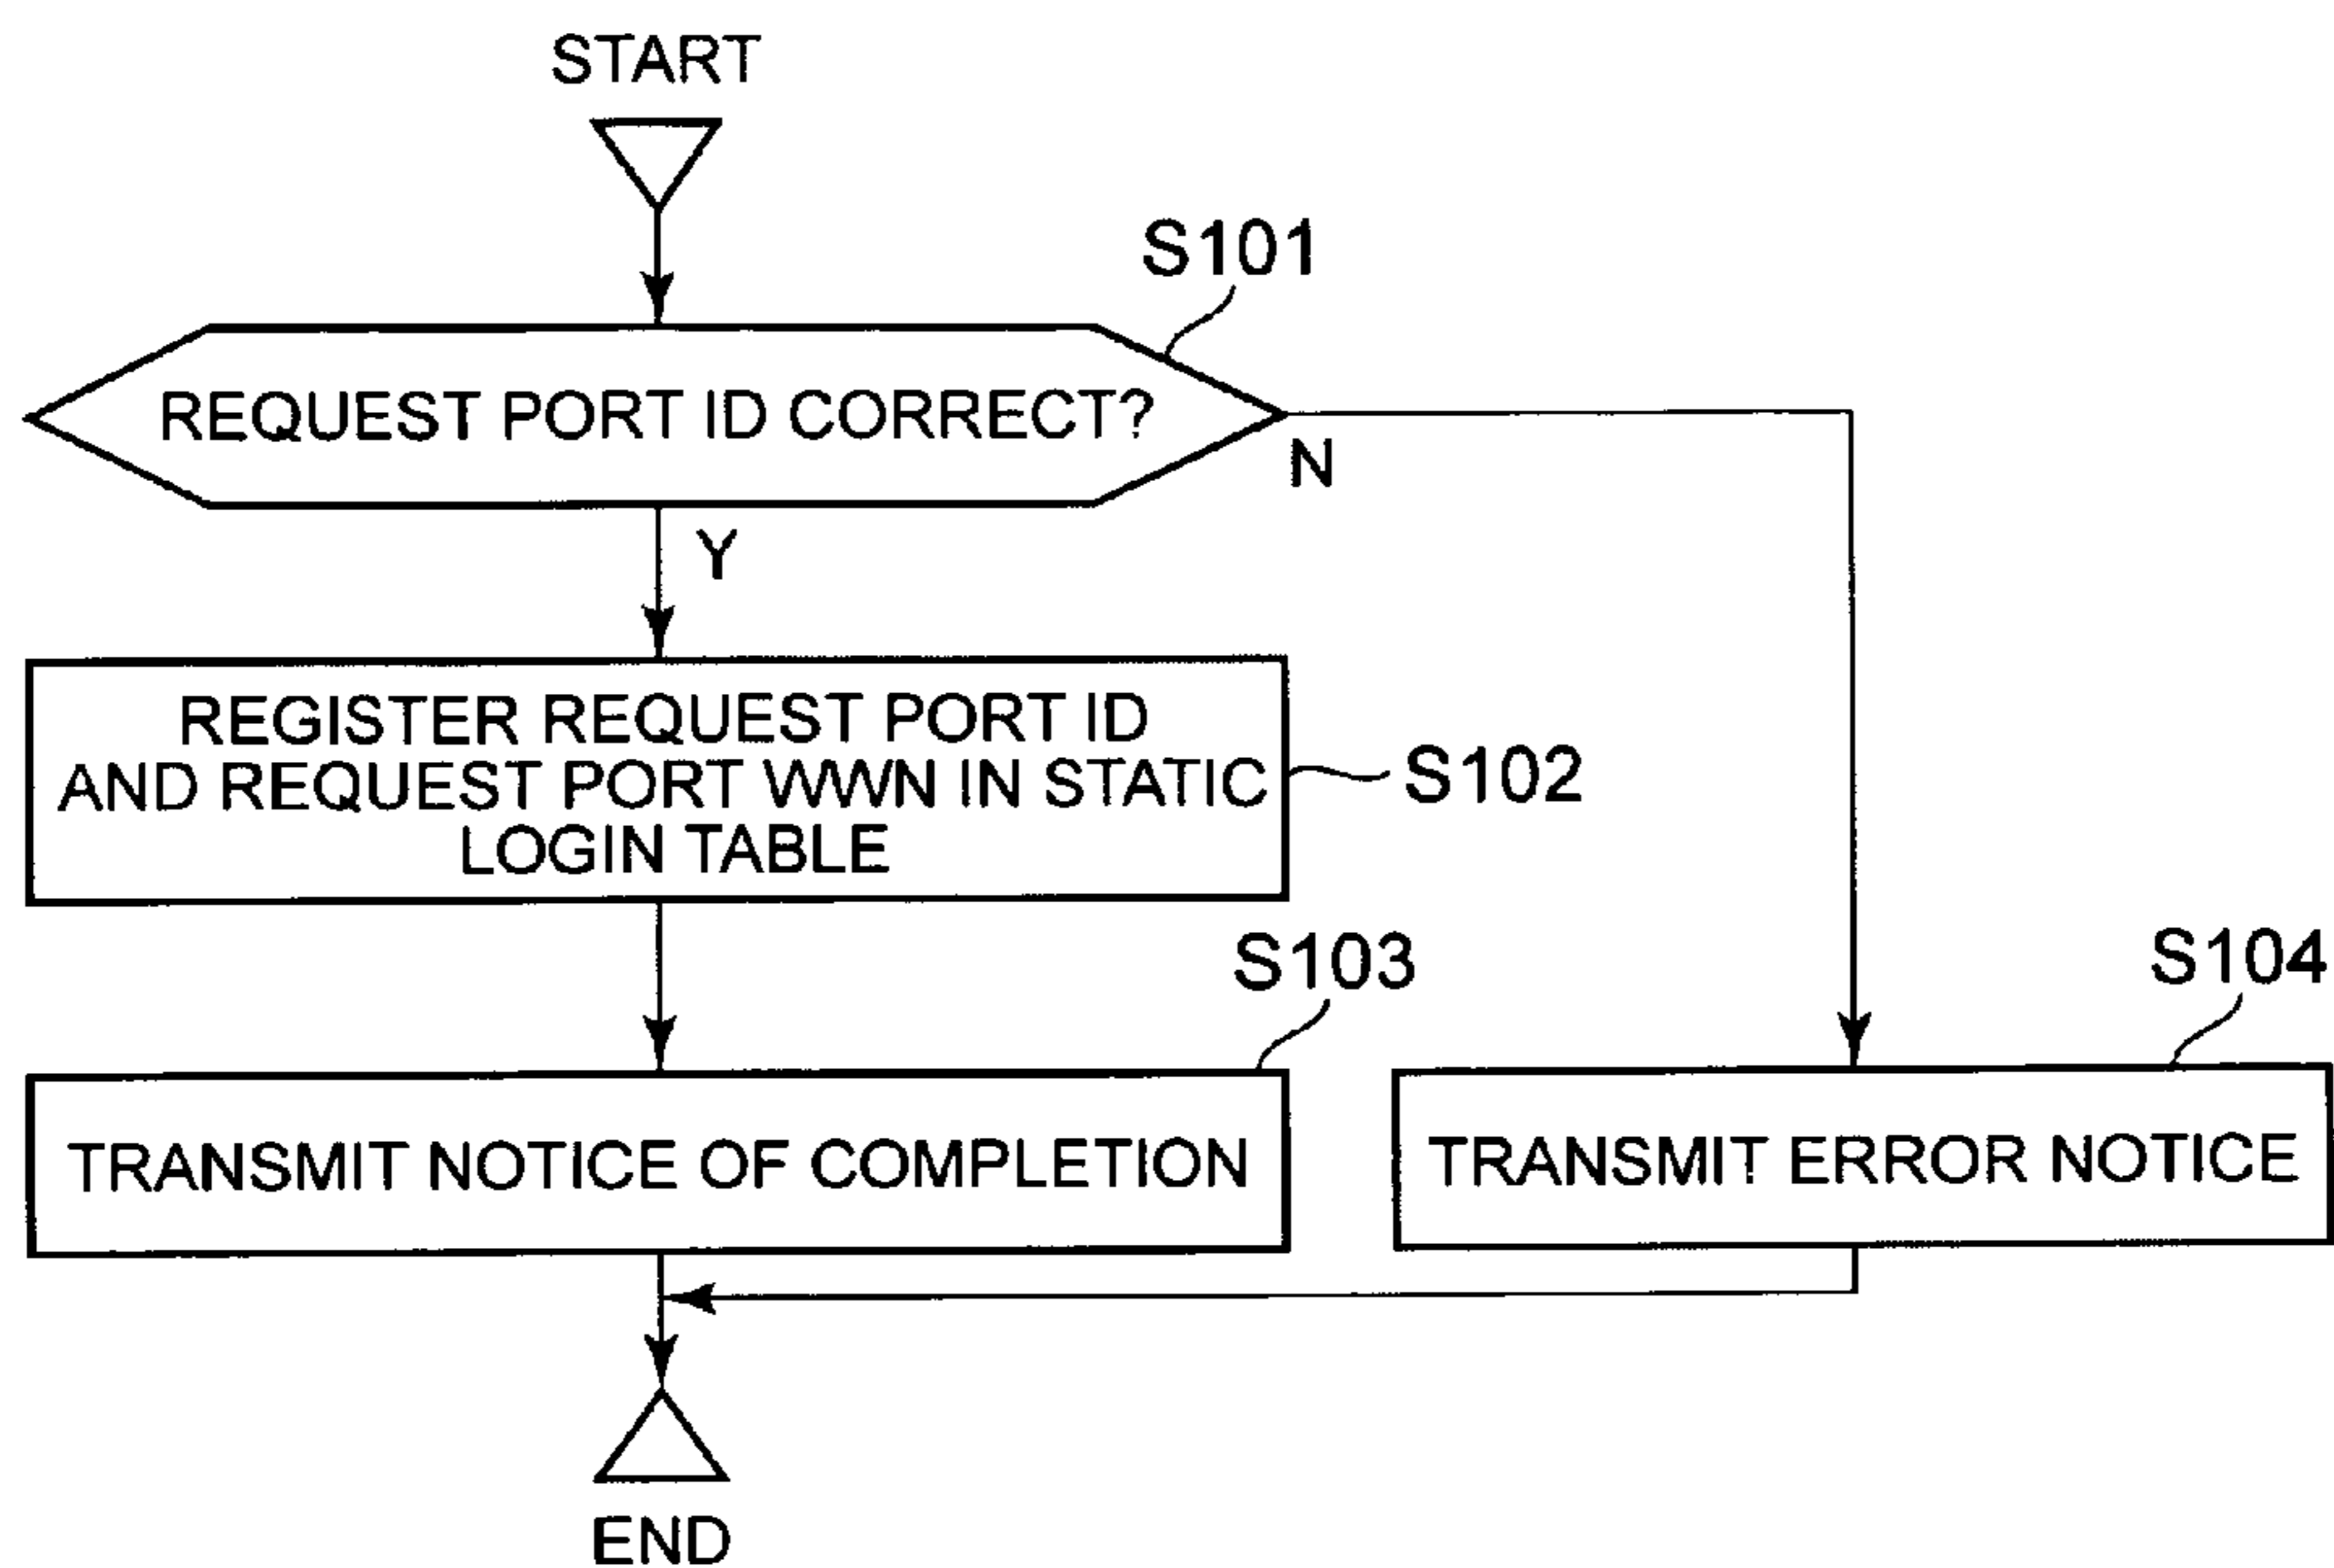 START
S101
REQUEST PORT ID CORRECT?
N
Y
REGISTER REQUEST PORT ID
AND REQUEST PORT WWN IN STATIC
LOGIN TABLE
S102
S103
S104
TRANSMIT NOTICE OF COMPLETION
TRANSMIT ERROR NOTICE
END